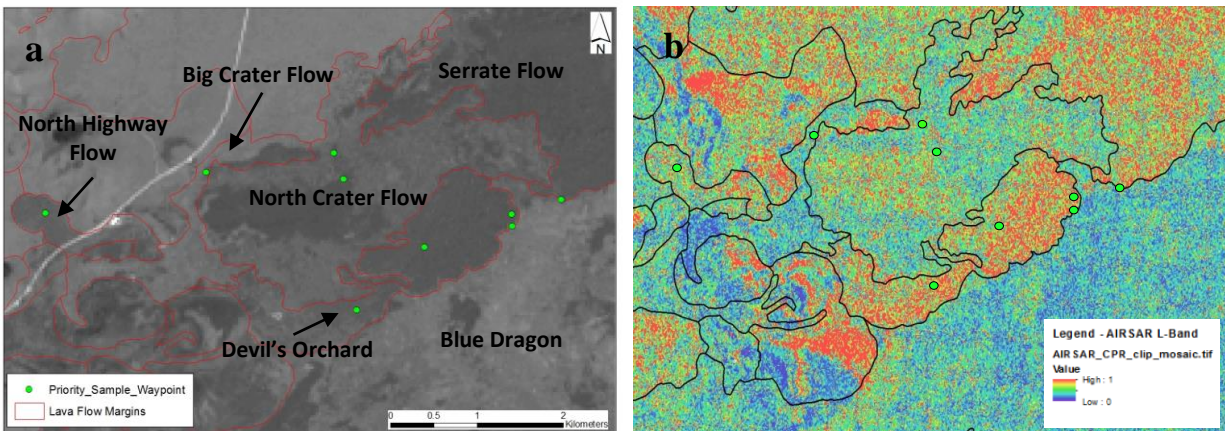 a
Big Crater Flow
Serrate Flow
North Highway
Flow
North Crater Flow
Devil's Orchard
Blue Dragon
N
Priority_Sample_Waypoint
Lava Flow Margins
0 0.5 1 2
Kilometers
b
Legend - AIRSAR L-Band
AIRSAR_CPR_clip_mosaic.tif
Value
High : 1
Low : 0